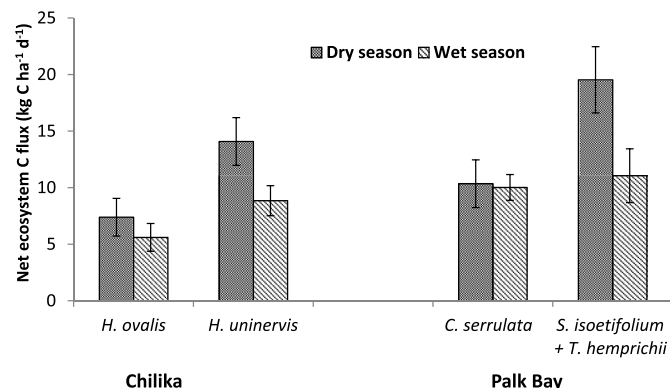 Net ecosystem C flux (kg C ha⁻¹ d⁻¹)
25
20
15
10
5
0
Dry season Wet season
H. ovalis H. uninervis C. serrulata S. isoetifolium
+ T. hemprichii
Chilika Palk Bay